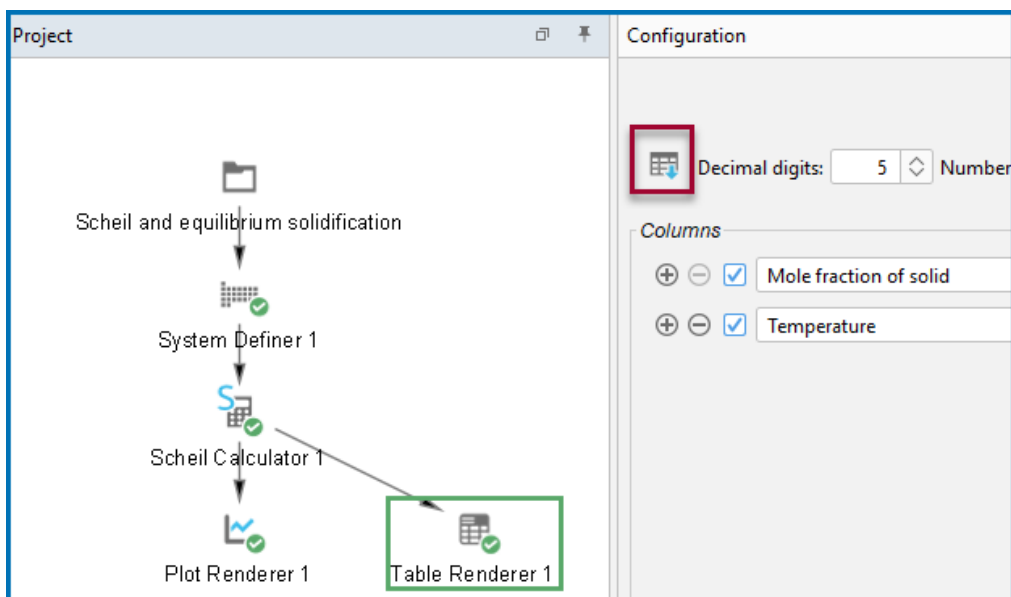 Project
Scheil and equilibrium solidification
System Definer 1
Scheil Calculator 1
Plot Renderer 1
Table Renderer 1
Configuration
Decimal digits: 5 Number
Columns
Mole fraction of solid
Temperature